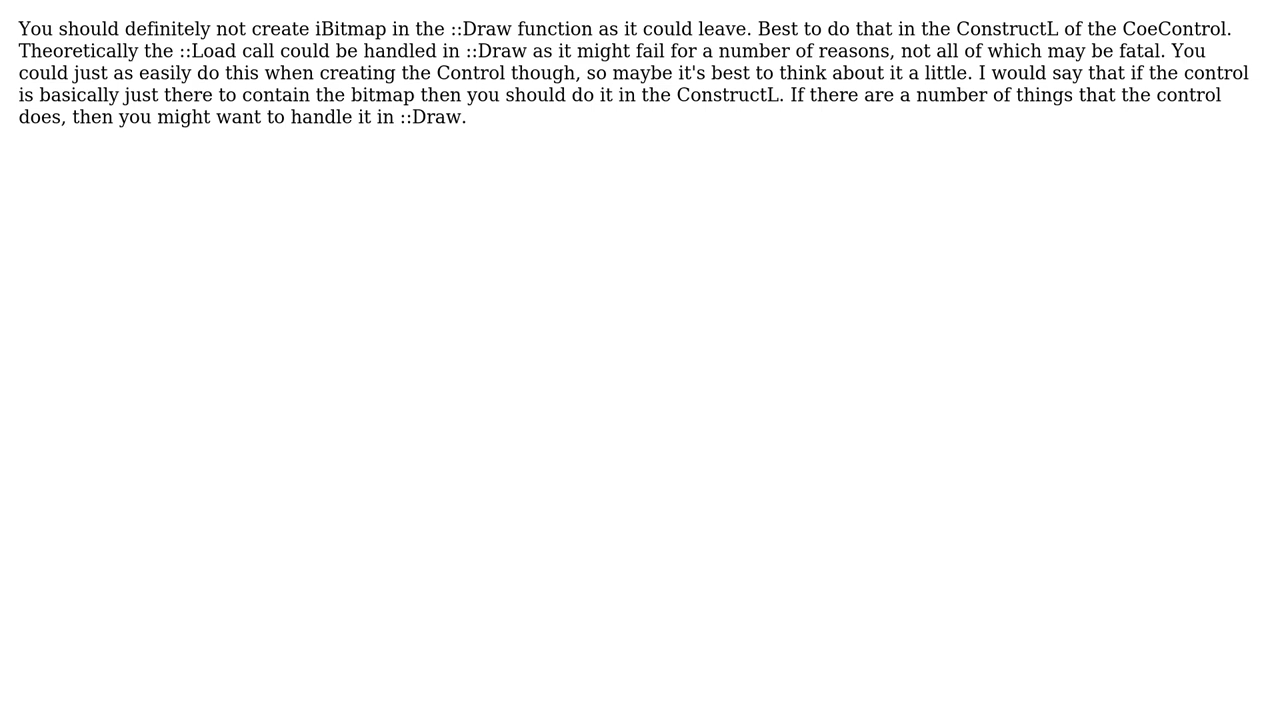 You should definitely not create iBitmap in the ::Draw function as it could leave. Best to do that in the ConstructL of the CoeControl.
Theoretically the ::Load call could be handled in ::Draw as it might fail for a number of reasons, not all of which may be fatal. You
could just as easily do this when creating the Control though, so maybe it's best to think about it a little. I would say that if the control
is basically just there to contain the bitmap then you should do it in the ConstructL. If there are a number of things that the control
does, then you might want to handle it in ::Draw.